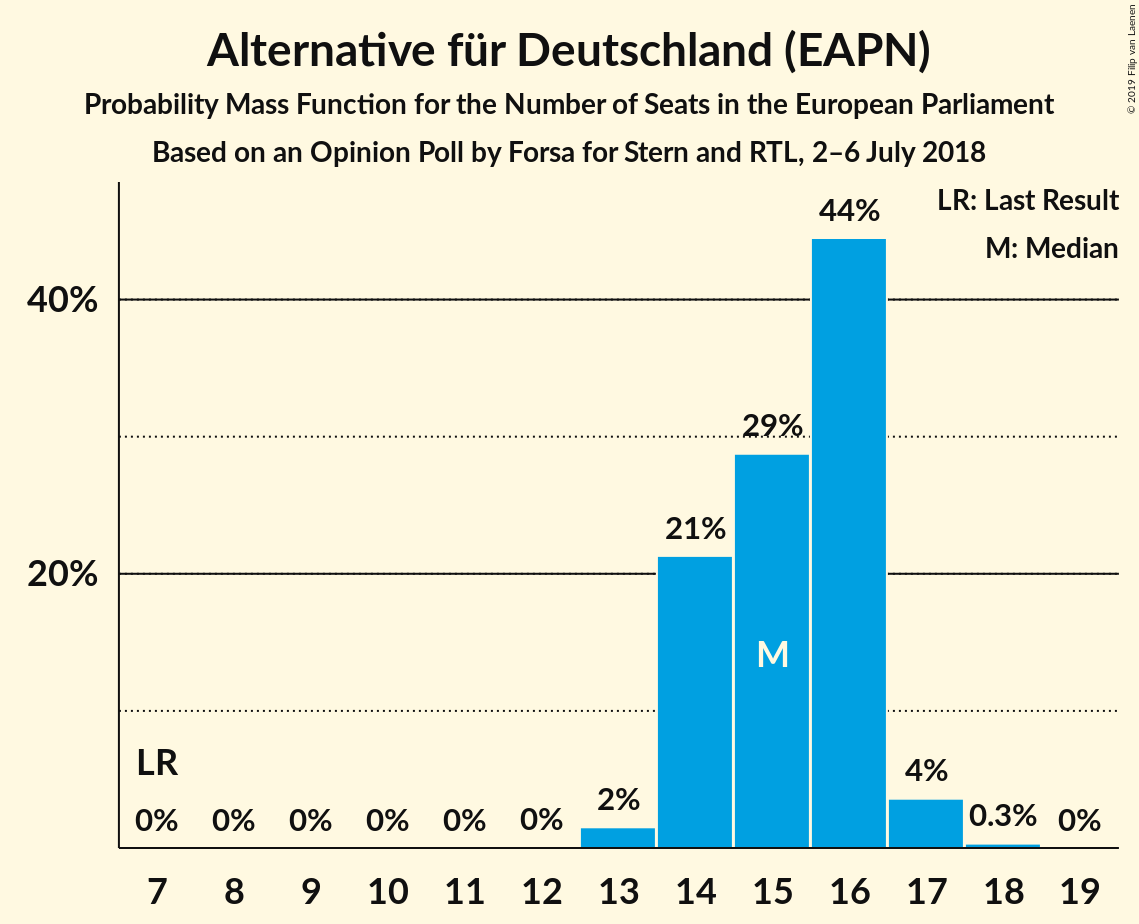 Alternative für Deutschland (EAPN)
Probability Mass Function for the Number of Seats in the European Parliament
Based on an Opinion Poll by Forsa for Stern and RTL, 2–6 July 2018
© 2019 Filip van Laenen
LR: Last Result
M: Median
44%
40%
29%
21%
20%
M
LR
0% 0% 0% 0% 0% 0% 2% 4% 0.3% 0%
7 8 9 10 11 12 13 14 15 16 17 18 19